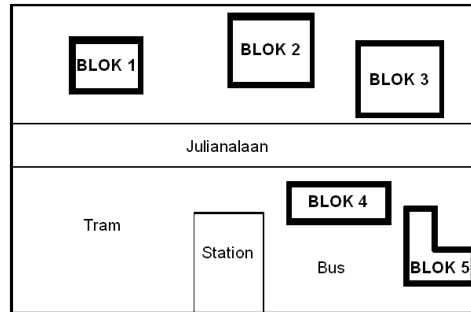 BLOK 1
BLOK 2
BLOK 3
Julianalaan
BLOK 4
Tram
Station
Bus
BLOK 5